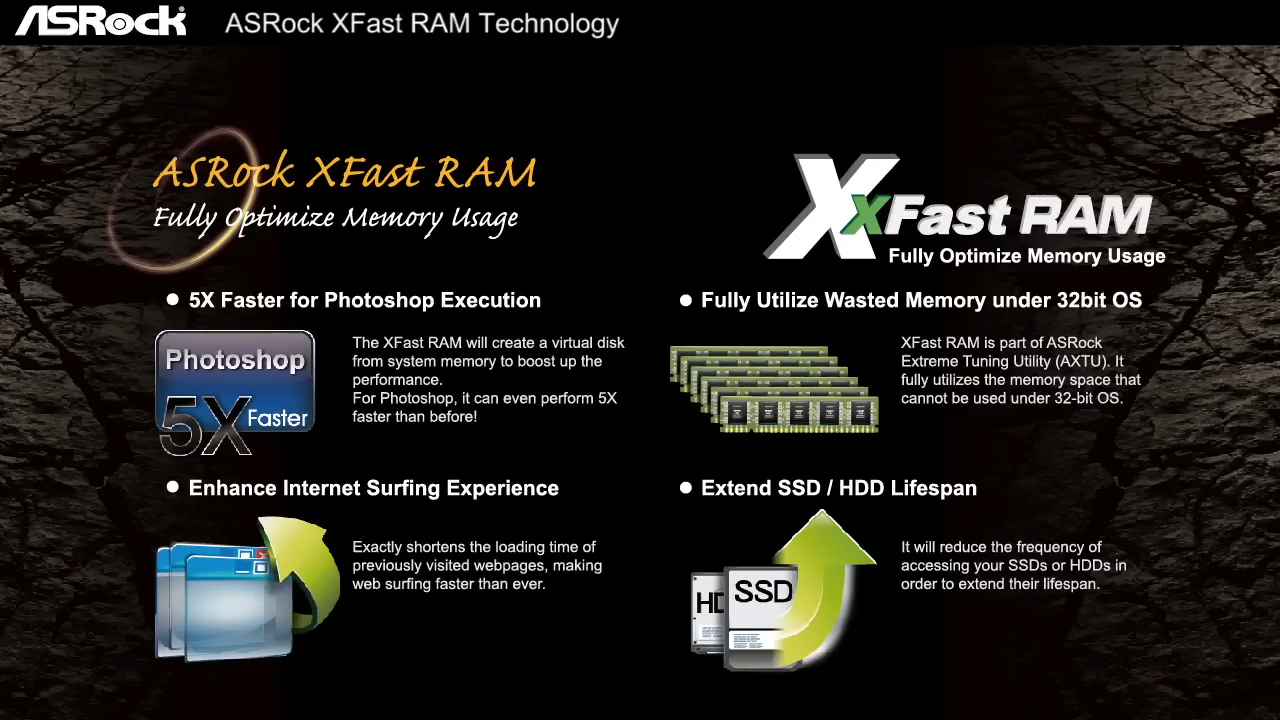 ASRock
ASRock XFast RAM Technology
ASRock XFast RAM
Fully Optimize Memory Usage
X XFast RAM
Fully Optimize Memory Usage
5X Faster for Photoshop Execution
Photoshop
5X Faster
The XFast RAM will create a virtual disk
from system memory to boost up the
performance.
For Photoshop, it can even perform 5X
faster than before!
Fully Utilize Wasted Memory under 32bit OS
XFast RAM is part of ASRock
Extreme Tuning Utility (AXTU). It
fully utilizes the memory space that
cannot be used under 32-bit OS.
Enhance Internet Surfing Experience
Exactly shortens the loading time of
previously visited webpages, making
web surfing faster than ever.
Extend SSD / HDD Lifespan
HD
SSD
It will reduce the frequency of
accessing your SSDs or HDDs in
order to extend their lifespan.